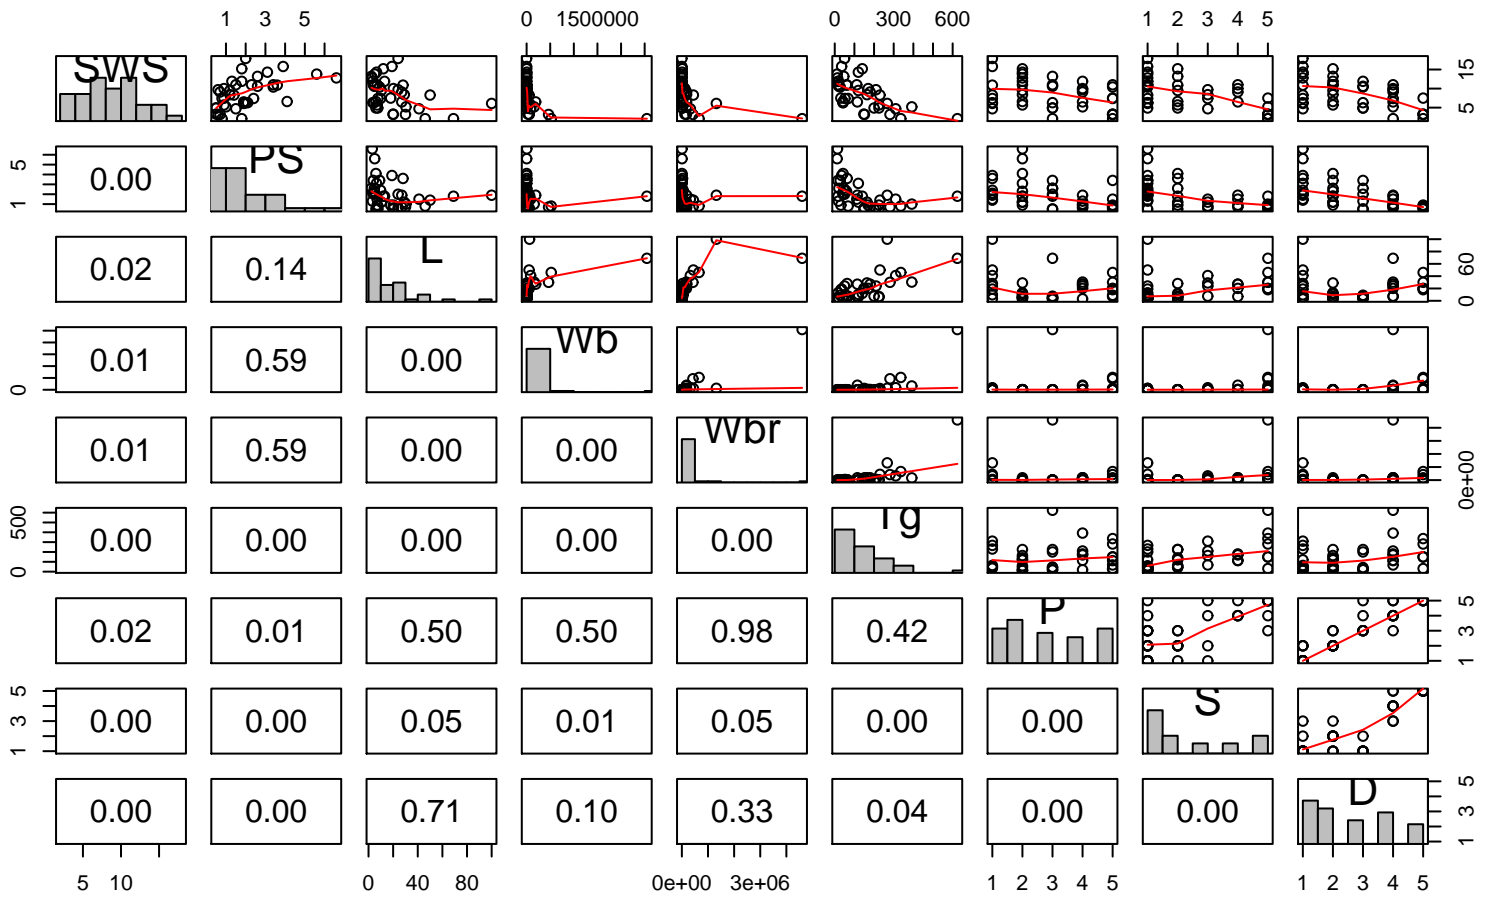 1 3 5 0 1500000 0 300 600 1 2 3 4 5
SWS 5 15
1 5 0.00 PS
0.02 0.14 L 0 60
0 0.01 0.59 0.00 Wb
0.01 0.59 0.00 0.00 Wbr 0e+00
0 500 0.00 0.00 0.00 0.00 0.00 Tg
0.02 0.01 0.50 0.50 0.98 0.42 P 1 3 5
1 3 5 0.00 0.00 0.05 0.01 0.05 0.00 0.00 S
0.00 0.00 0.71 0.10 0.33 0.04 0.00 0.00 D 1 3 5
5 10 0 40 80 0e+00 3e+06 1 2 3 4 5 1 2 3 4 5